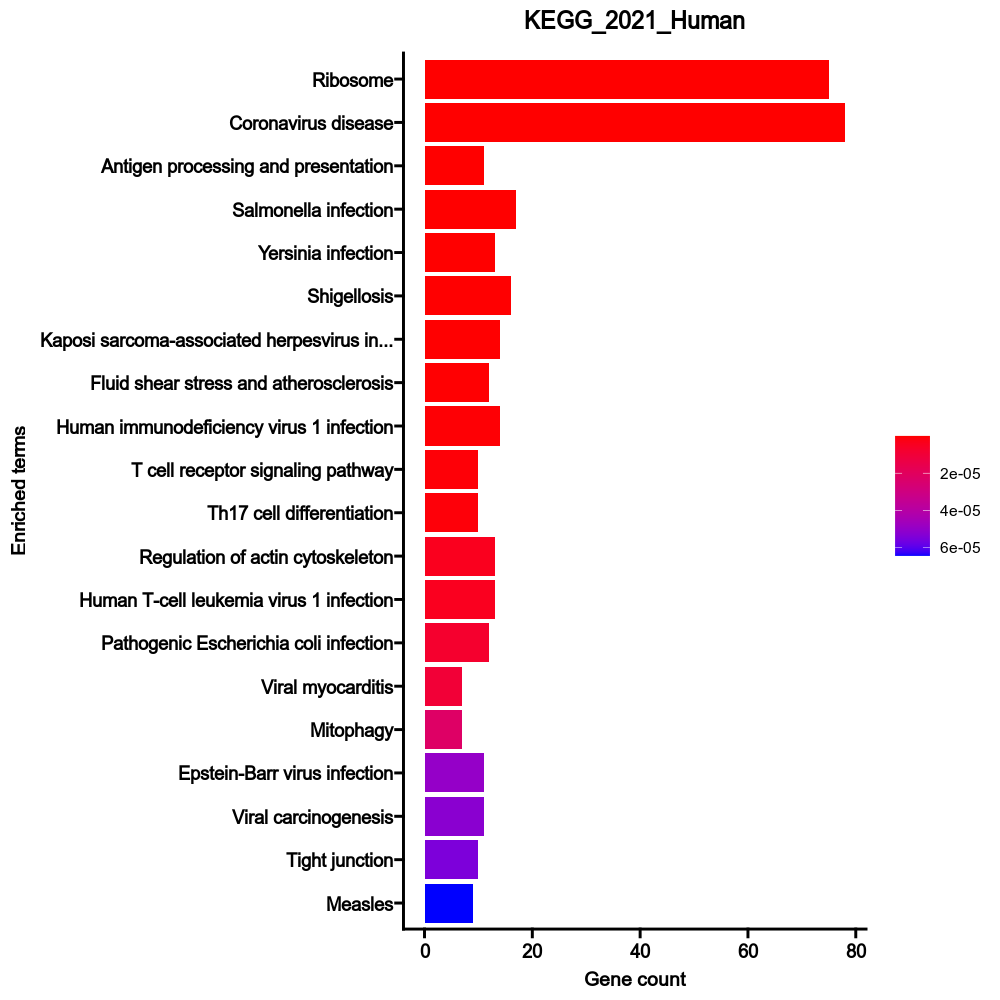 KEGG_2021_Human
Ribosome
Coronavirus disease
Antigen processing and presentation
Salmonella infection
Yersinia infection
Shigellosis
Kaposi sarcoma-associated herpesvirus in...
Fluid shear stress and atherosclerosis
Human immunodeficiency virus 1 infection
T cell receptor signaling pathway
Th17 cell differentiation
Regulation of actin cytoskeleton
Human T-cell leukemia virus 1 infection
Pathogenic Escherichia coli infection
Viral myocarditis
Mitophagy
Epstein-Barr virus infection
Viral carcinogenesis
Tight junction
Measles
Enriched terms
0 20 40 60 80
Gene count
2e-05
4e-05
6e-05